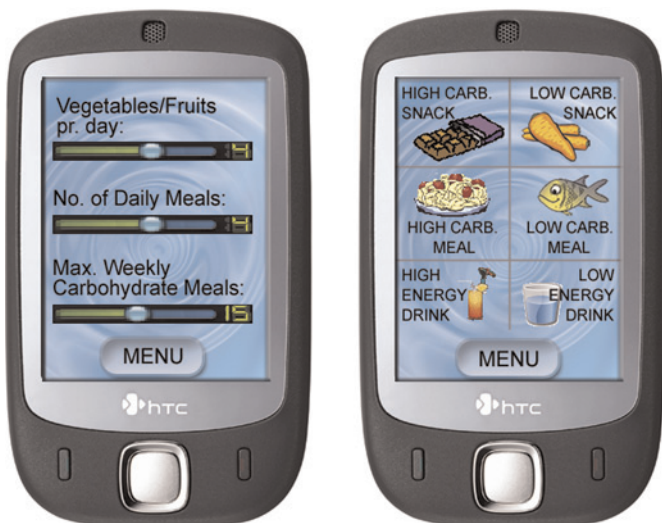 Vegetables/Fruits
pr. day:
4
No. of Daily Meals:
4
Max. Weekly
Carbohydrate Meals:
15
MENU
hTC
HIGH CARB.
SNACK
LOW CARB.
SNACK
HIGH CARB.
MEAL
LOW CARB.
MEAL
HIGH
ENERGY
DRINK
LOW
ENERGY
DRINK
MENU
hTC